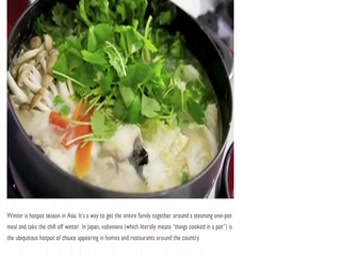 Winter is hotpot season in Asia. It's a way to get the entire family together around a steaming one-pot
meal and take the chill off winter. In Japan, nabemono (which literally means "things cooked in a pot") is
the ubiquitous hotpot of choice appearing in homes and restaurants around the country.